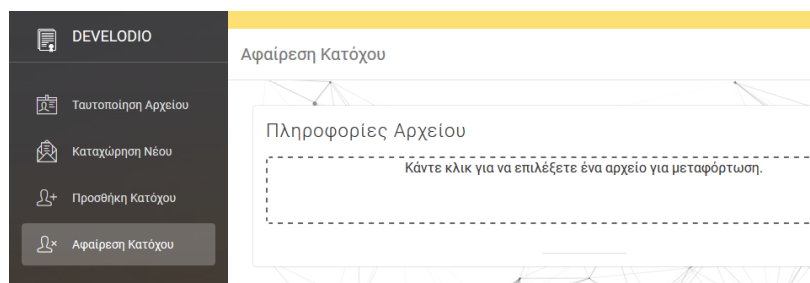 DEVELODIO
Ταυτοποίηση Αρχείου
Καταχώρηση Νέου
Προσθήκη Κατόχου
Αφαίρεση Κατόχου
Αφαίρεση Κατόχου
Πληροφορίες Αρχείου
Κάντε κλικ για να επιλέξετε ένα αρχείο για μεταφόρτωση.